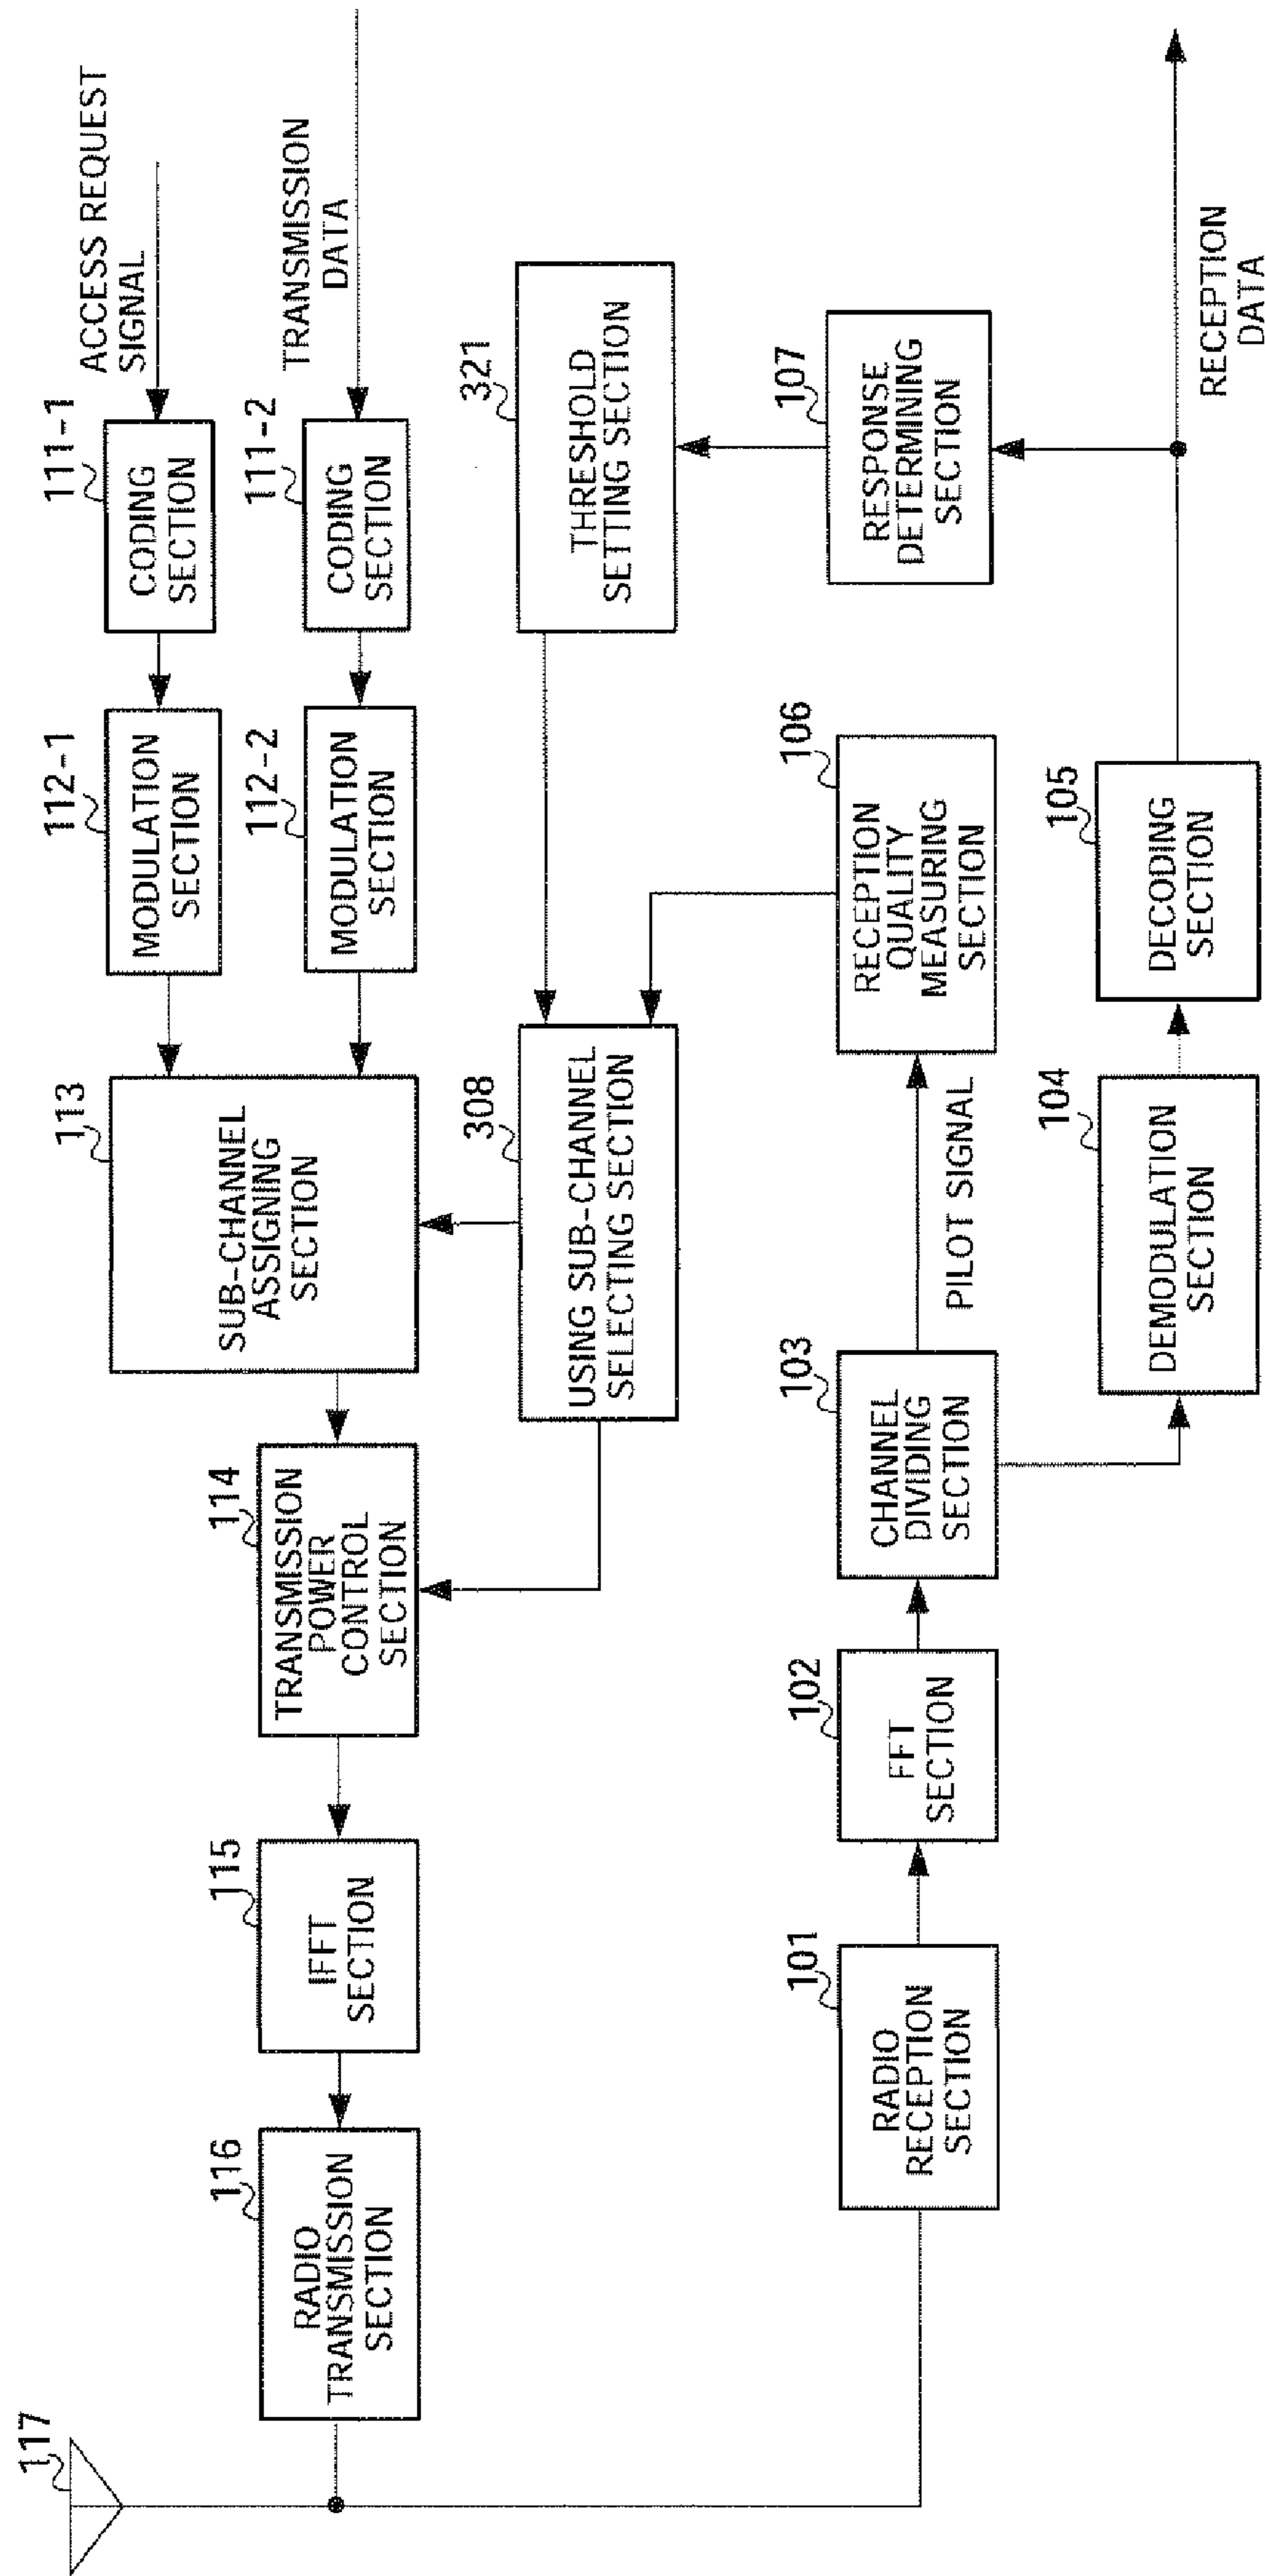 117
116
RADIO
TRANSMISSION
SECTION
115
IFFT
SECTION
114
TRANSMISSION
POWER
CONTROL
SECTION
113
SUB-CHANNEL
ASSIGNING
SECTION
112-1
MODULATION
SECTION
111-1
CODING
SECTION
ACCESS REQUEST
SIGNAL
112-2
MODULATION
SECTION
111-2
CODING
SECTION
TRANSMISSION
DATA
308
USING SUB-CHANNEL
SELECTING SECTION
321
THRESHOLD
SETTING SECTION
101
RADIO
RECEPTION
SECTION
102
FFT
SECTION
103
CHANNEL
DIVIDING
SECTION
PILOT SIGNAL
106
RECEPTION
QUALITY
MEASURING
SECTION
107
RESPONSE
DETERMINING
SECTION
104
DEMODULATION
SECTION
105
DECODING
SECTION
RECEPTION
DATA